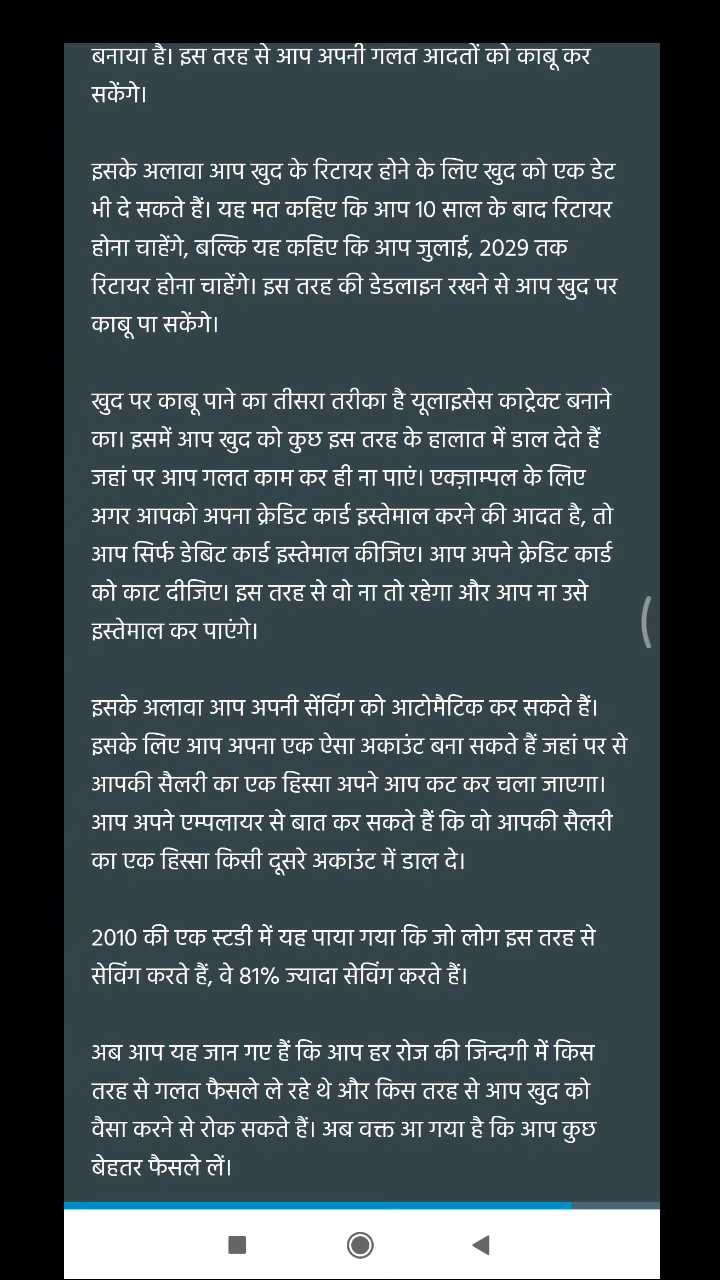 बनाया है। इस तरह से आप अपनी गलत आदतों को काबू कर
सकेंगे।
इसके अलावा आप खुद के रिटायर होने के लिए खुद को एक डेट
भी दे सकते हैं। यह मत कहिए कि आप 10 साल के बाद रिटायर
होना चाहेंगे, बल्कि यह कहिए कि आप जुलाई, 2029 तक
रिटायर होना चाहेंगे। इस तरह की डेडलाइन रखने से आप खुद पर
काबू पा सकेंगे।
खुद पर काबू पाने का तीसरा तरीका है यूलाइसेस काट्रेक्ट बनाने
का। इसमें आप खुद को कुछ इस तरह के हालात में डाल देते हैं
जहां पर आप गलत काम कर ही ना पाएं। एक्ज़ाम्पल के लिए
अगर आपको अपना क्रेडिट कार्ड इस्तेमाल करने की आदत है, तो
आप सिर्फ डेबिट कार्ड इस्तेमाल कीजिए। आप अपने क्रेडिट कार्ड
को काट दीजिए। इस तरह से वो ना तो रहेगा और आप ना उसे
इस्तेमाल कर पाएंगे।
इसके अलावा आप अपनी सेंविंग को आटोमैटिक कर सकते हैं।
इसके लिए आप अपना एक ऐसा अकाउंट बना सकते हैं जहां पर से
आपकी सैलरी का एक हिस्सा अपने आप कट कर चला जाएगा।
आप अपने एम्पलायर से बात कर सकते हैं कि वो आपकी सैलरी
का एक हिस्सा किसी दूसरे अकाउंट में डाल दे।
2010 की एक स्टडी में यह पाया गया कि जो लोग इस तरह से
सेविंग करते हैं, वे 81% ज्यादा सेविंग करते हैं।
अब आप यह जान गए हैं कि आप हर रोज की जिन्दगी में किस
तरह से गलत फैसले ले रहे थे और किस तरह से आप खुद को
वैसा करने से रोक सकते हैं। अब वक्त आ गया है कि आप कुछ
बेहतर फैसले लें।